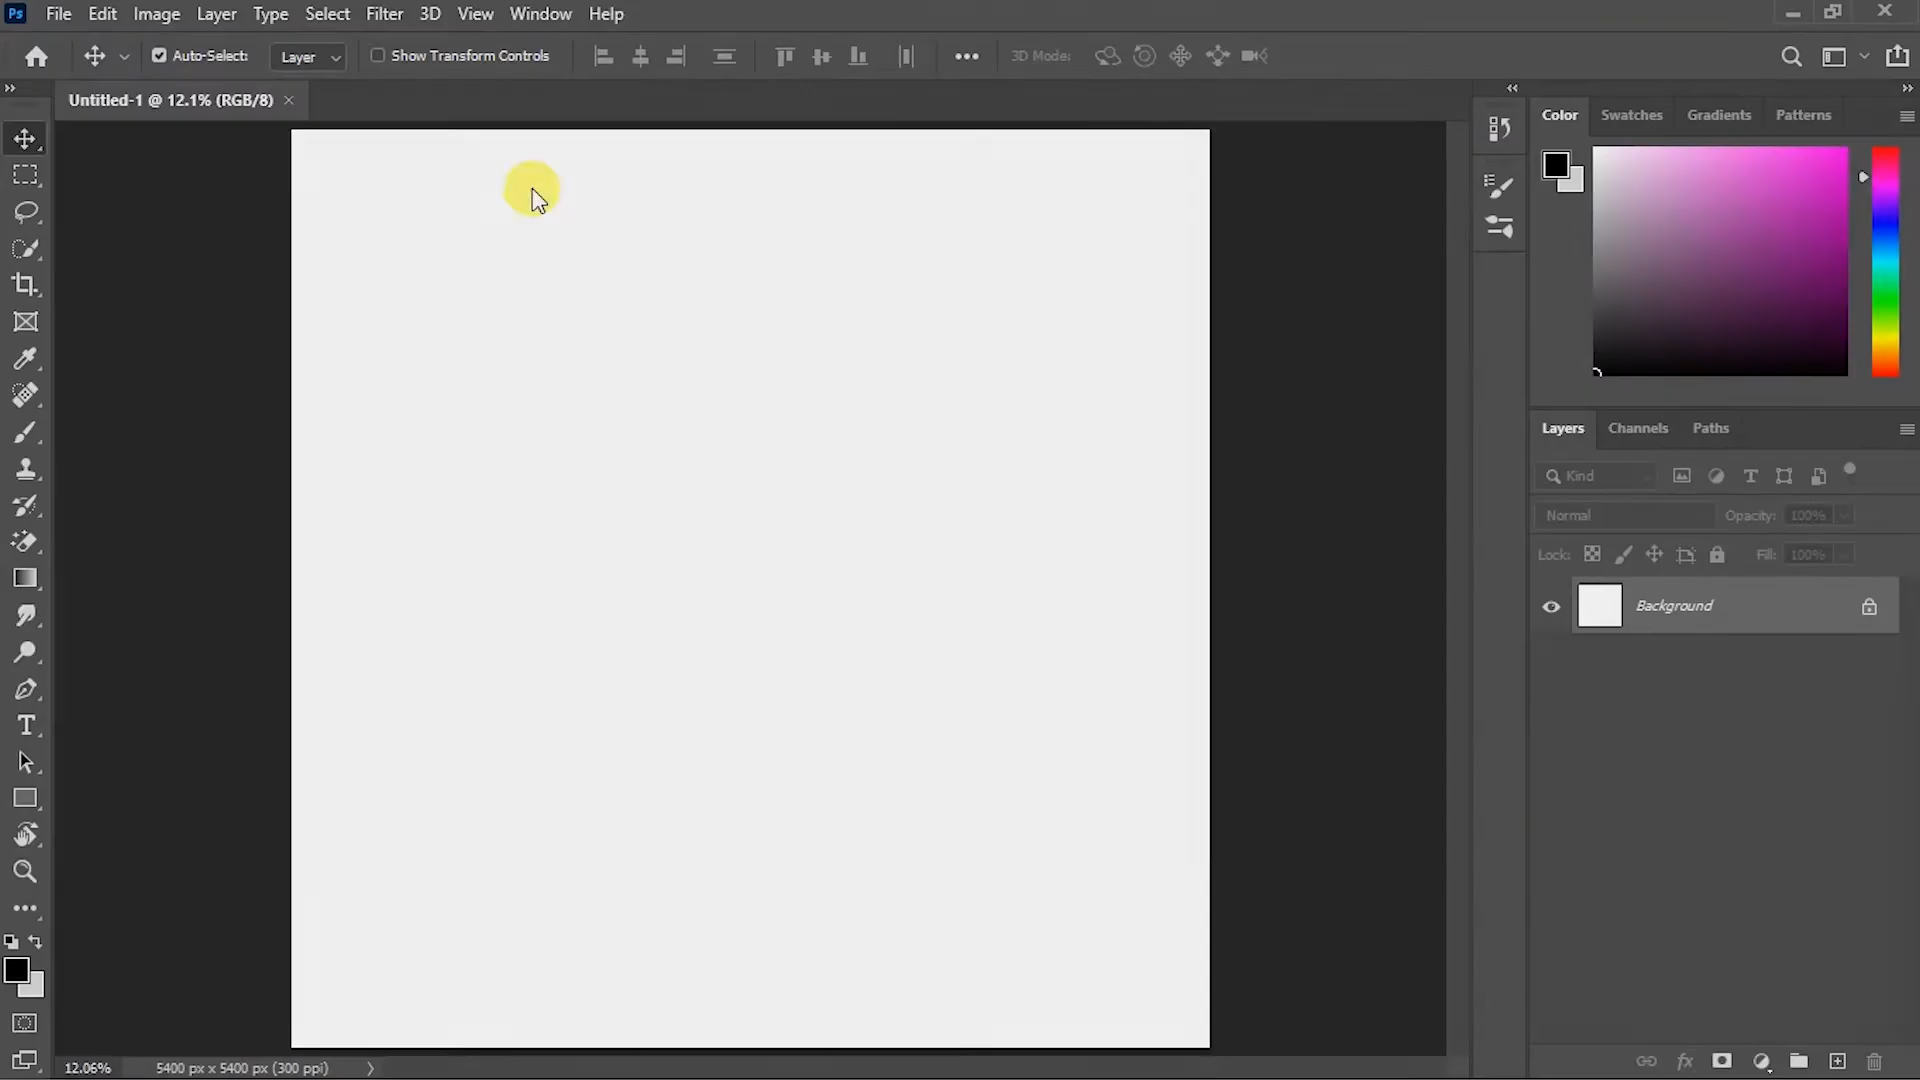 Ps File Edit Image Layer Type Select Filter 3D View Window Help
Auto-Select: Layer Show Transform Controls 3D Mode:
Untitled-1 @ 12.1% (RGB/8)
Color Swatches Gradients Patterns
Layers Channels Paths
Kind
Normal Opacity: 100%
Lock: Fill: 100%
Background
12.06% 5400 px x 5400 px (300 ppi)